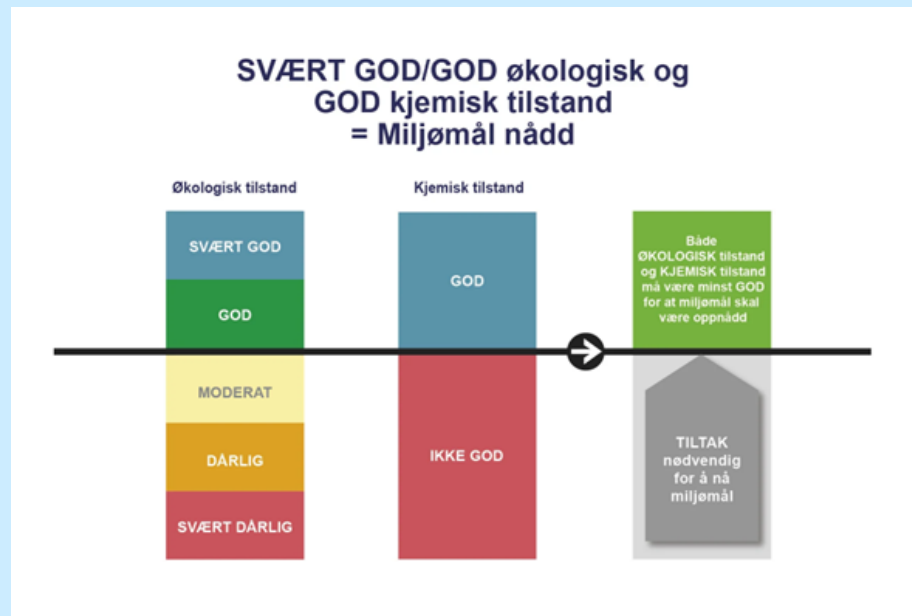 SVÆRT GOD/GOD økologisk og
GOD kjemisk tilstand
= Miljømål nådd
Økologisk tilstand
SVÆRT GOD
GOD
MODERAT
DÅRLIG
SVÆRT DÅRLIG
Kjemisk tilstand
GOD
IKKE GOD
Både
ØKOLOGISK tilstand
og KJEMISK tilstand
må være minst GOD
for at miljømål skal
være oppnådd
TILTAK
nødvendig
for å nå
miljømål